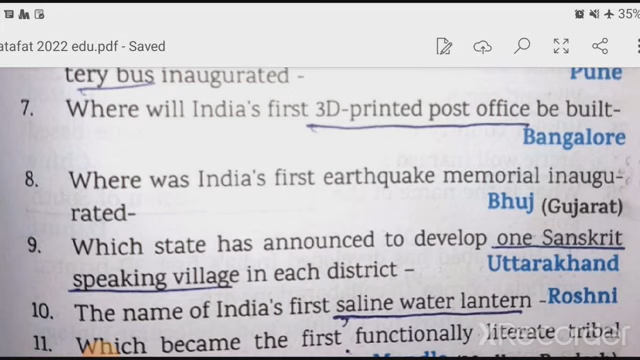 35%
atafat 2022 edu.pdf - Saved
tery bus inaugurated - Pune
7. Where will India's first 3D-printed post office be built-
Bangalore
8. Where was India's first earthquake memorial inaugu-
rated- Bhuj (Gujarat)
9. Which state has announced to develop one Sanskrit
speaking village in each district – Uttarakhand
10. The name of India's first saline water lantern - Roshni
11. Which became the first functionally literate tribal
XRecorder